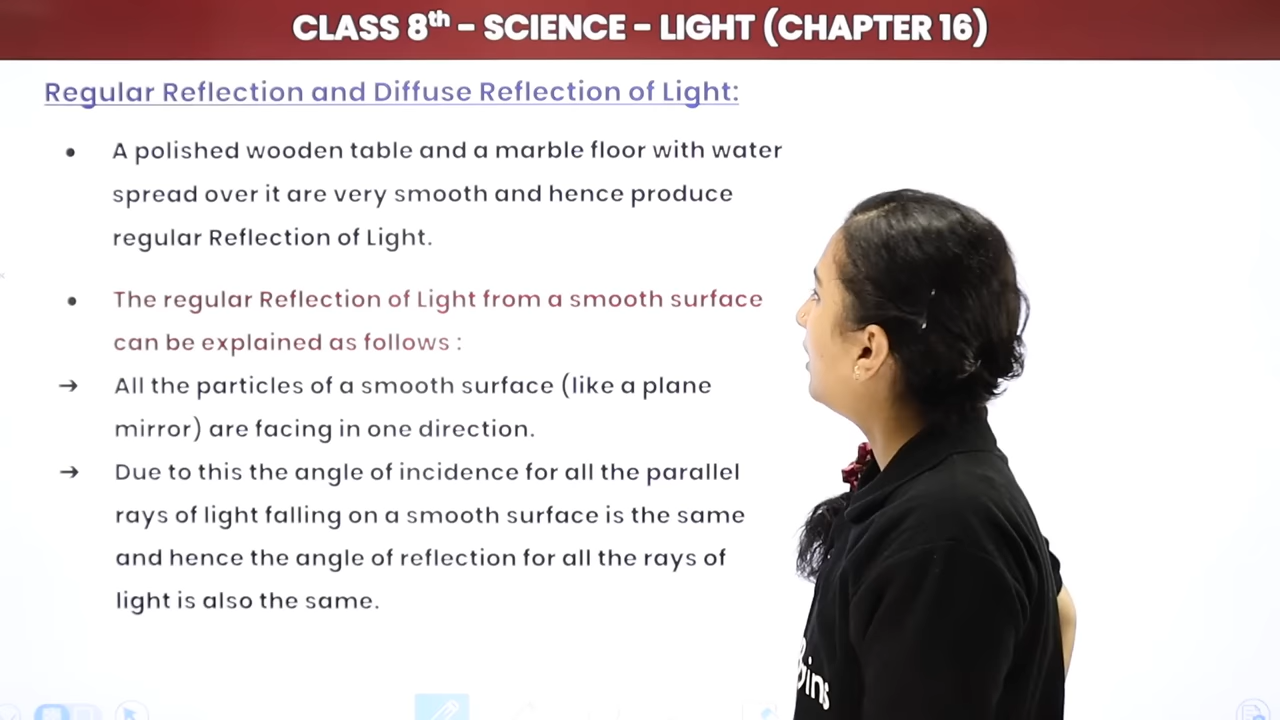 CLASS 8th – SCIENCE – LIGHT (CHAPTER 16)
Regular Reflection and Diffuse Reflection of Light:
• A polished wooden table and a marble floor with water
spread over it are very smooth and hence produce
regular Reflection of Light.
• The regular Reflection of Light from a smooth surface
can be explained as follows :
→ All the particles of a smooth surface (like a plane
mirror) are facing in one direction.
→ Due to this the angle of incidence for all the parallel
rays of light falling on a smooth surface is the same
and hence the angle of reflection for all the rays of
light is also the same.